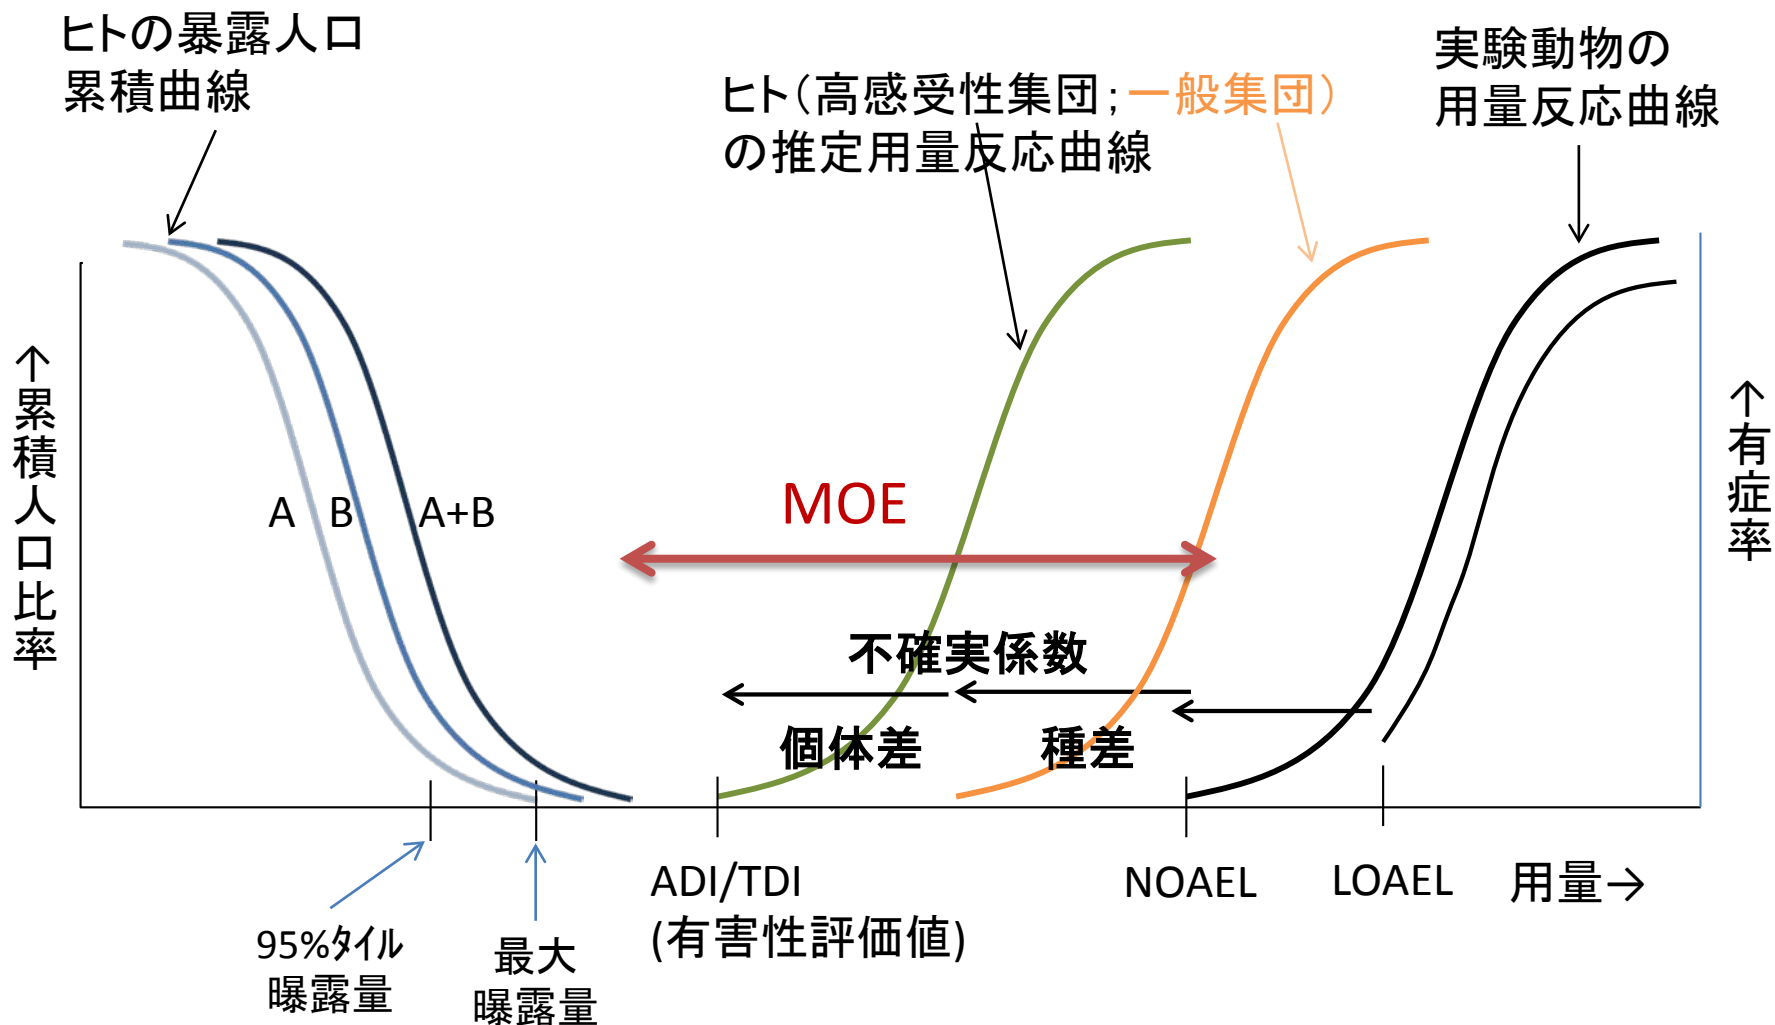 ヒトの暴露人口
累積曲線
ヒト（高感受性集団；一般集団）
の推定用量反応曲線
実験動物の
用量反応曲線
↑累積人口比率
↑有症率
A
B
A+B
MOE
不確実係数
個体差
種差
ADI/TDI
(有害性評価値)
NOAEL
LOAEL
用量→
95%タイル
曝露量
最大
曝露量